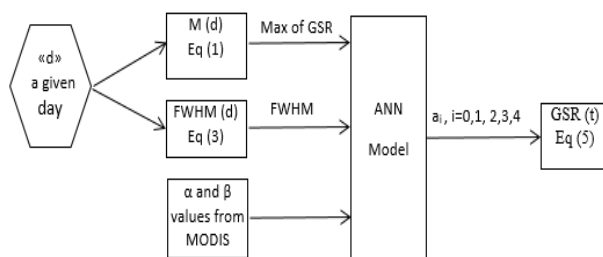 «d»
a given
day
M (d)
Eq (1)
Max of GSR
FWHM (d)
Eq (3)
FWHM
α and β
values from
MODIS
ANN
Model
ai, i=0,1, 2,3,4
GSR (t)
Eq (5)